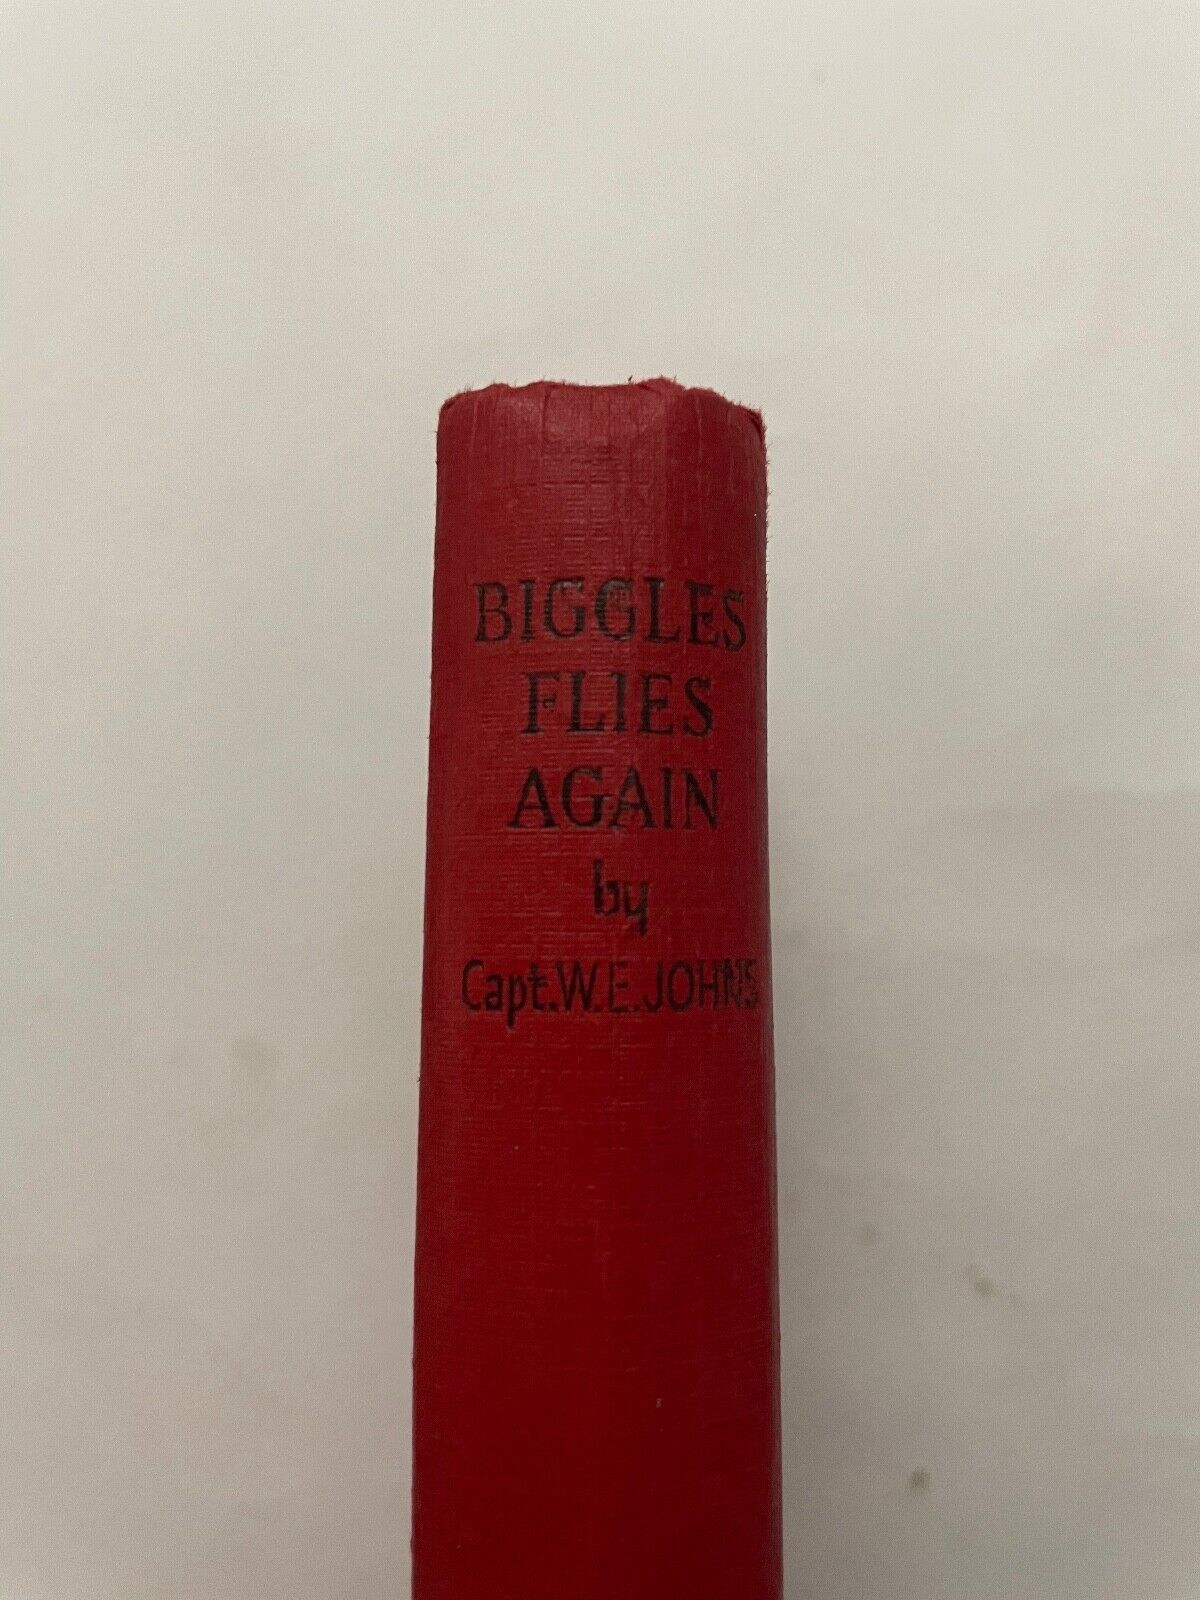 BIGGLES
FLIES
AGAIN
by
Capt.W.E.JOHNS